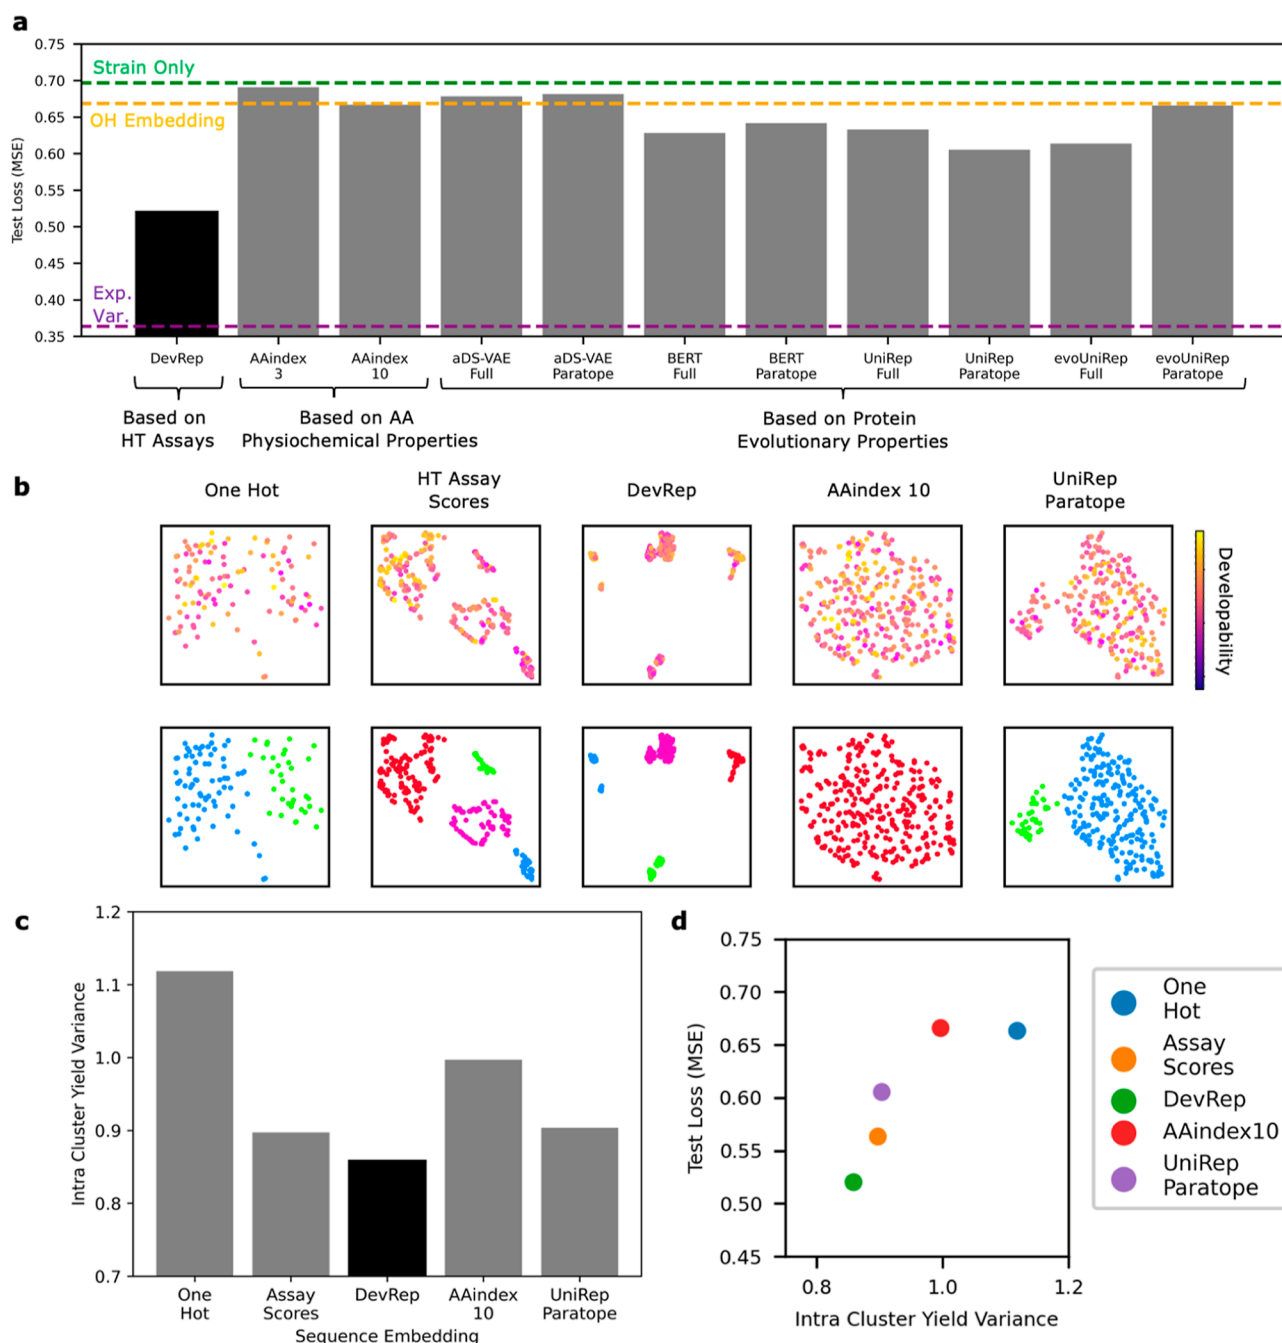 a
0.75
0.70
0.65
0.60
0.55
0.50
0.45
0.40
0.35
Test Loss (MSE)
Strain Only
OH Embedding
Exp.
Var.
DevRep
AAindex
3
AAindex
10
aDS-VAE
Full
aDS-VAE
Paratope
BERT
Full
BERT
Paratope
UniRep
Full
UniRep
Paratope
evoUniRep
Full
evoUniRep
Paratope
Based on
HT Assays
Based on AA
Physiochemical Properties
Based on Protein
Evolutionary Properties
b
One Hot
HT Assay
Scores
DevRep
AAindex 10
UniRep
Paratope
Developability
c
1.2
1.1
1.0
0.9
0.8
0.7
Intra Cluster Yield Variance
One
Hot
Assay
Scores
DevRep
AAindex
10
UniRep
Paratope
Sequence Embedding
d
0.75
0.70
0.65
0.60
0.55
0.50
0.45
Test Loss (MSE)
0.8
1.0
1.2
Intra Cluster Yield Variance
One
Hot
Assay
Scores
DevRep
AAindex10
UniRep
Paratope